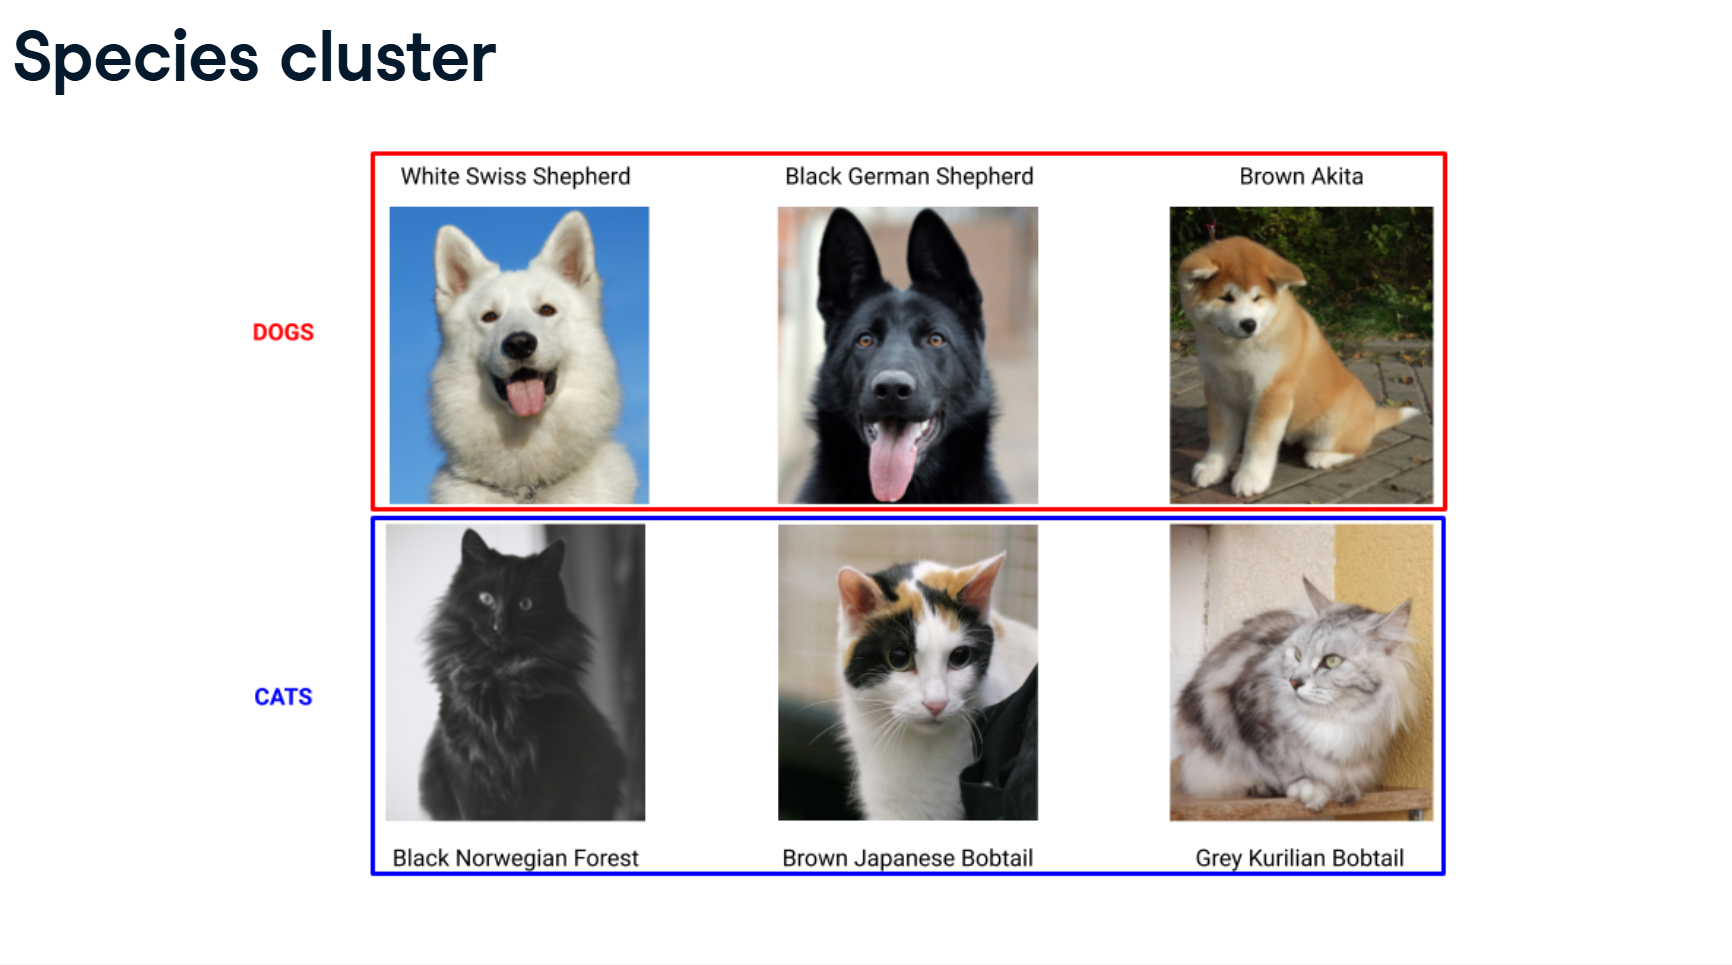 Species cluster
White Swiss Shepherd
Black German Shepherd
Brown Akita
DOGS
CATS
Black Norwegian Forest
Brown Japanese Bobtail
Grey Kurilian Bobtail